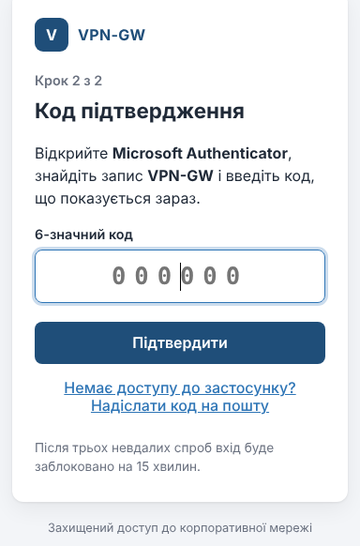 V VPN-GW
Крок 2 з 2
Код підтвердження
Відкрийте Microsoft Authenticator,
знайдіть запис VPN-GW і введіть код,
що показується зараз.
6-значний код
000000
Підтвердити
Немає доступу до застосунку?
Надіслати код на пошту
Після трьох невдалих спроб вхід буде
заблоковано на 15 хвилин.
Захищений доступ до корпоративної мережі